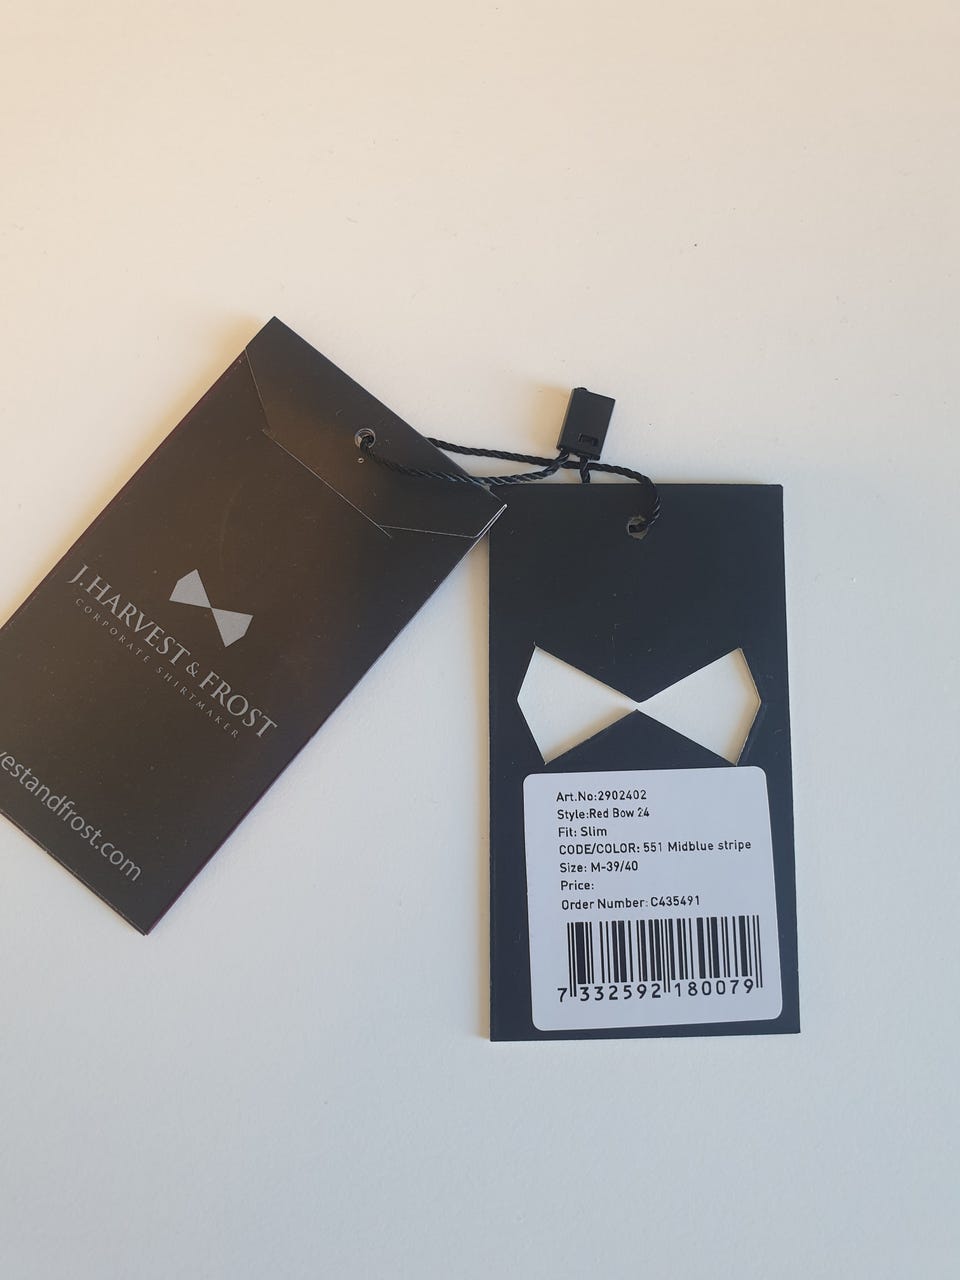 J.HARVEST & FROST
CORPORATE SHIRTMAKER
vestandfrost.com
Art.No:2902402
Style:Red Bow 24
Fit: Slim
CODE/COLOR: 551 Midblue stripe
Size: M-39/40
Price:
Order Number: C435491
7 332592 180079